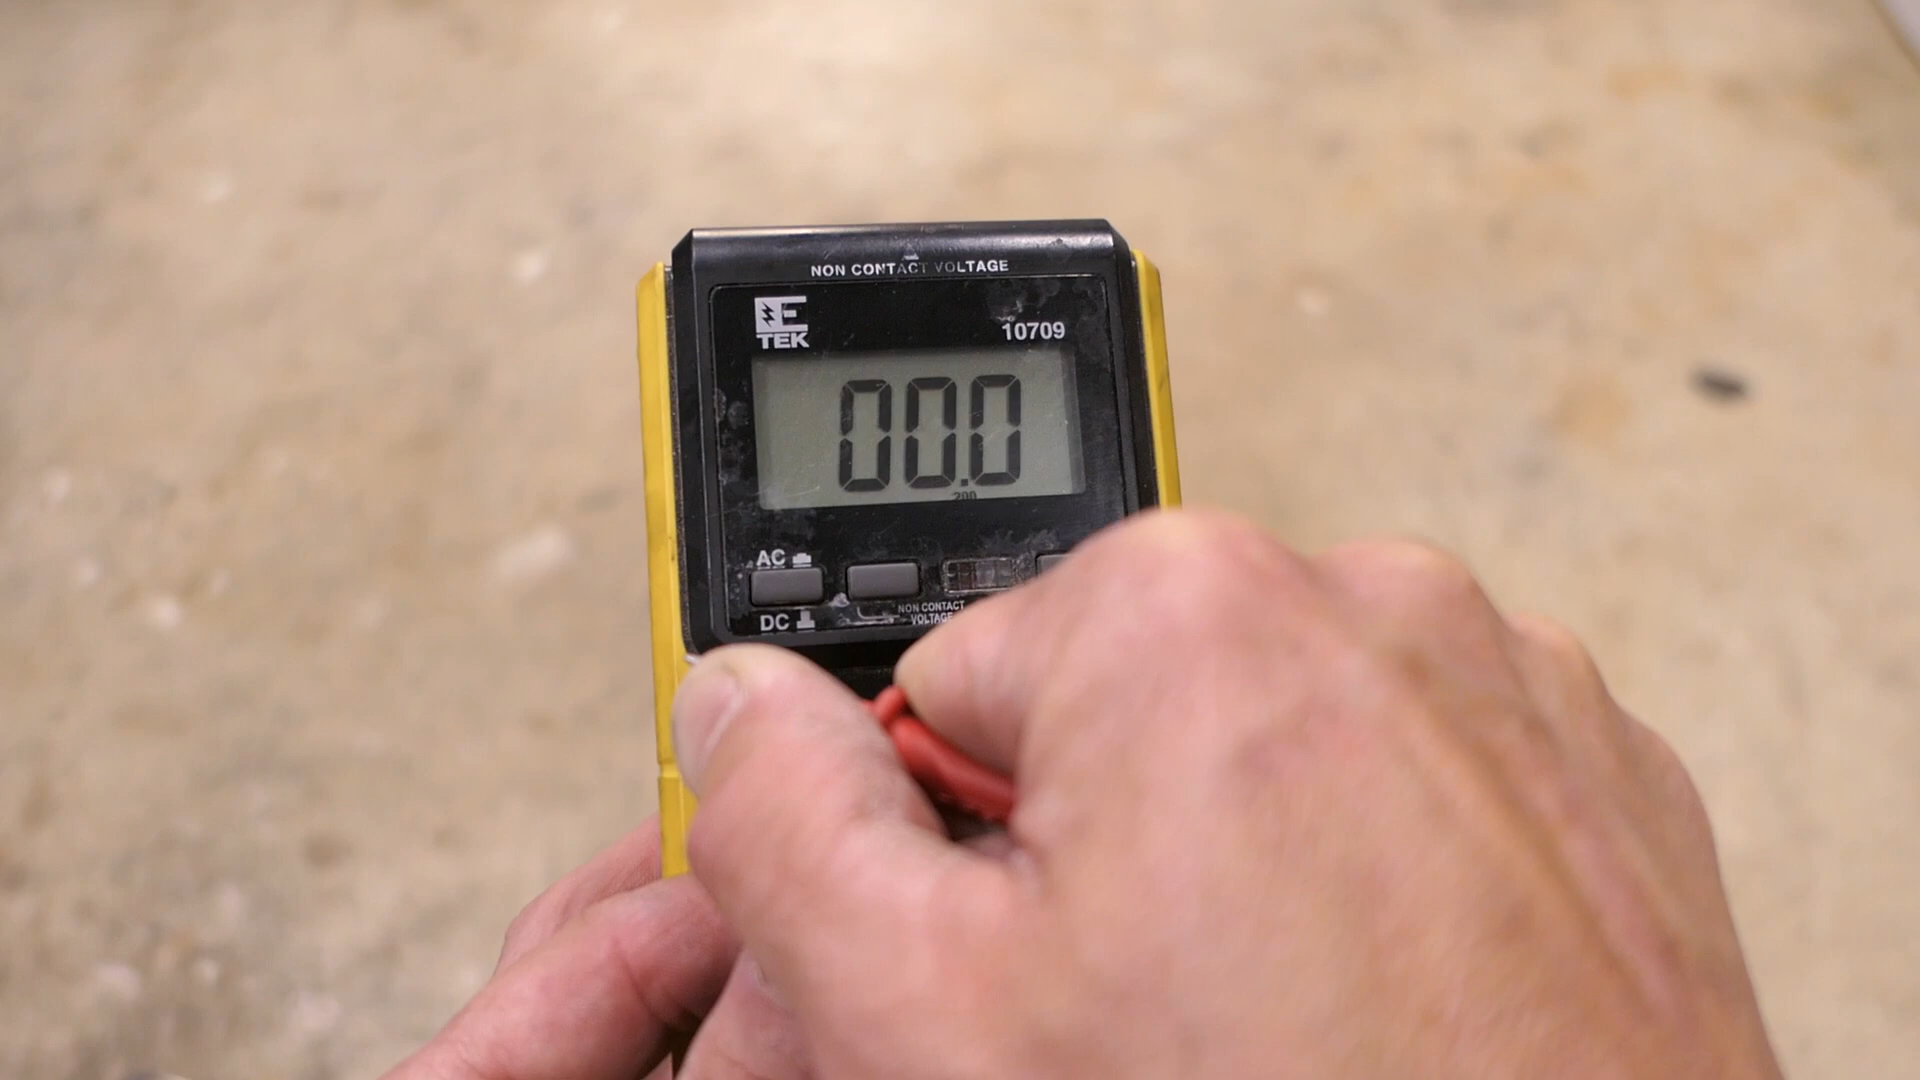 NON CONTACT VOLTAGE
E
TEK
10709
00.0
200
AC
DC
NON CONTACT
VOLTAGE